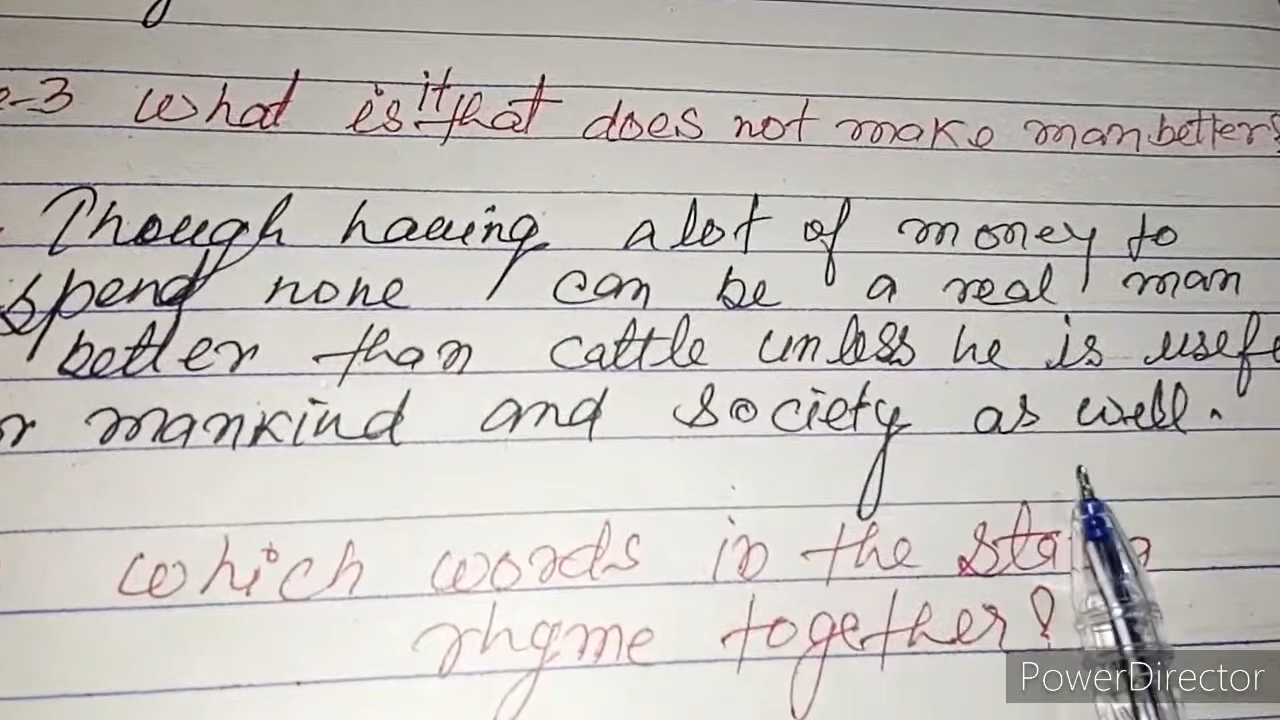 -3 What is it that does not make man better?
Though having a lot of money to
spend none can be a real man
better than cattle unless he is usef
r mankind and society as well.
which words in the
rhyme together?
PowerDirector